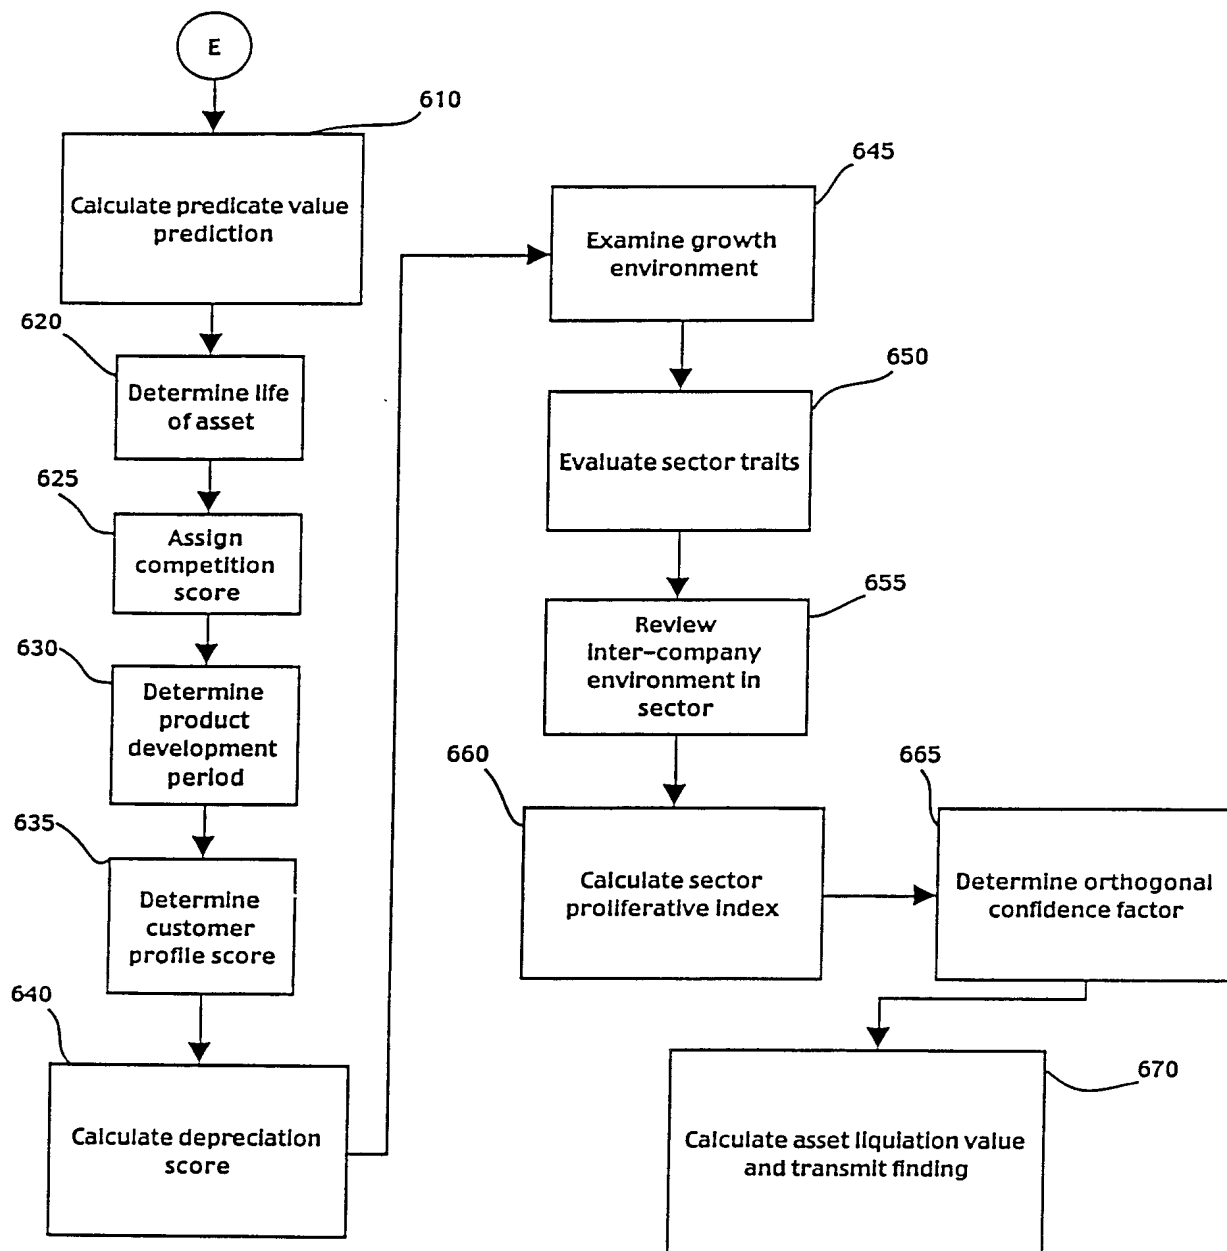 E
610
Calculate predicate value
prediction
620
Determine life
of asset
625
Assign
competition
score
630
Determine
product
development
period
635
Determine
customer
profile score
640
Calculate depreciation
score
645
Examine growth
environment
650
Evaluate sector traits
655
Review
inter-company
environment in
sector
660
Calculate sector
proliferative index
665
Determine orthogonal
confidence factor
670
Calculate asset liquiation value
and transmit finding